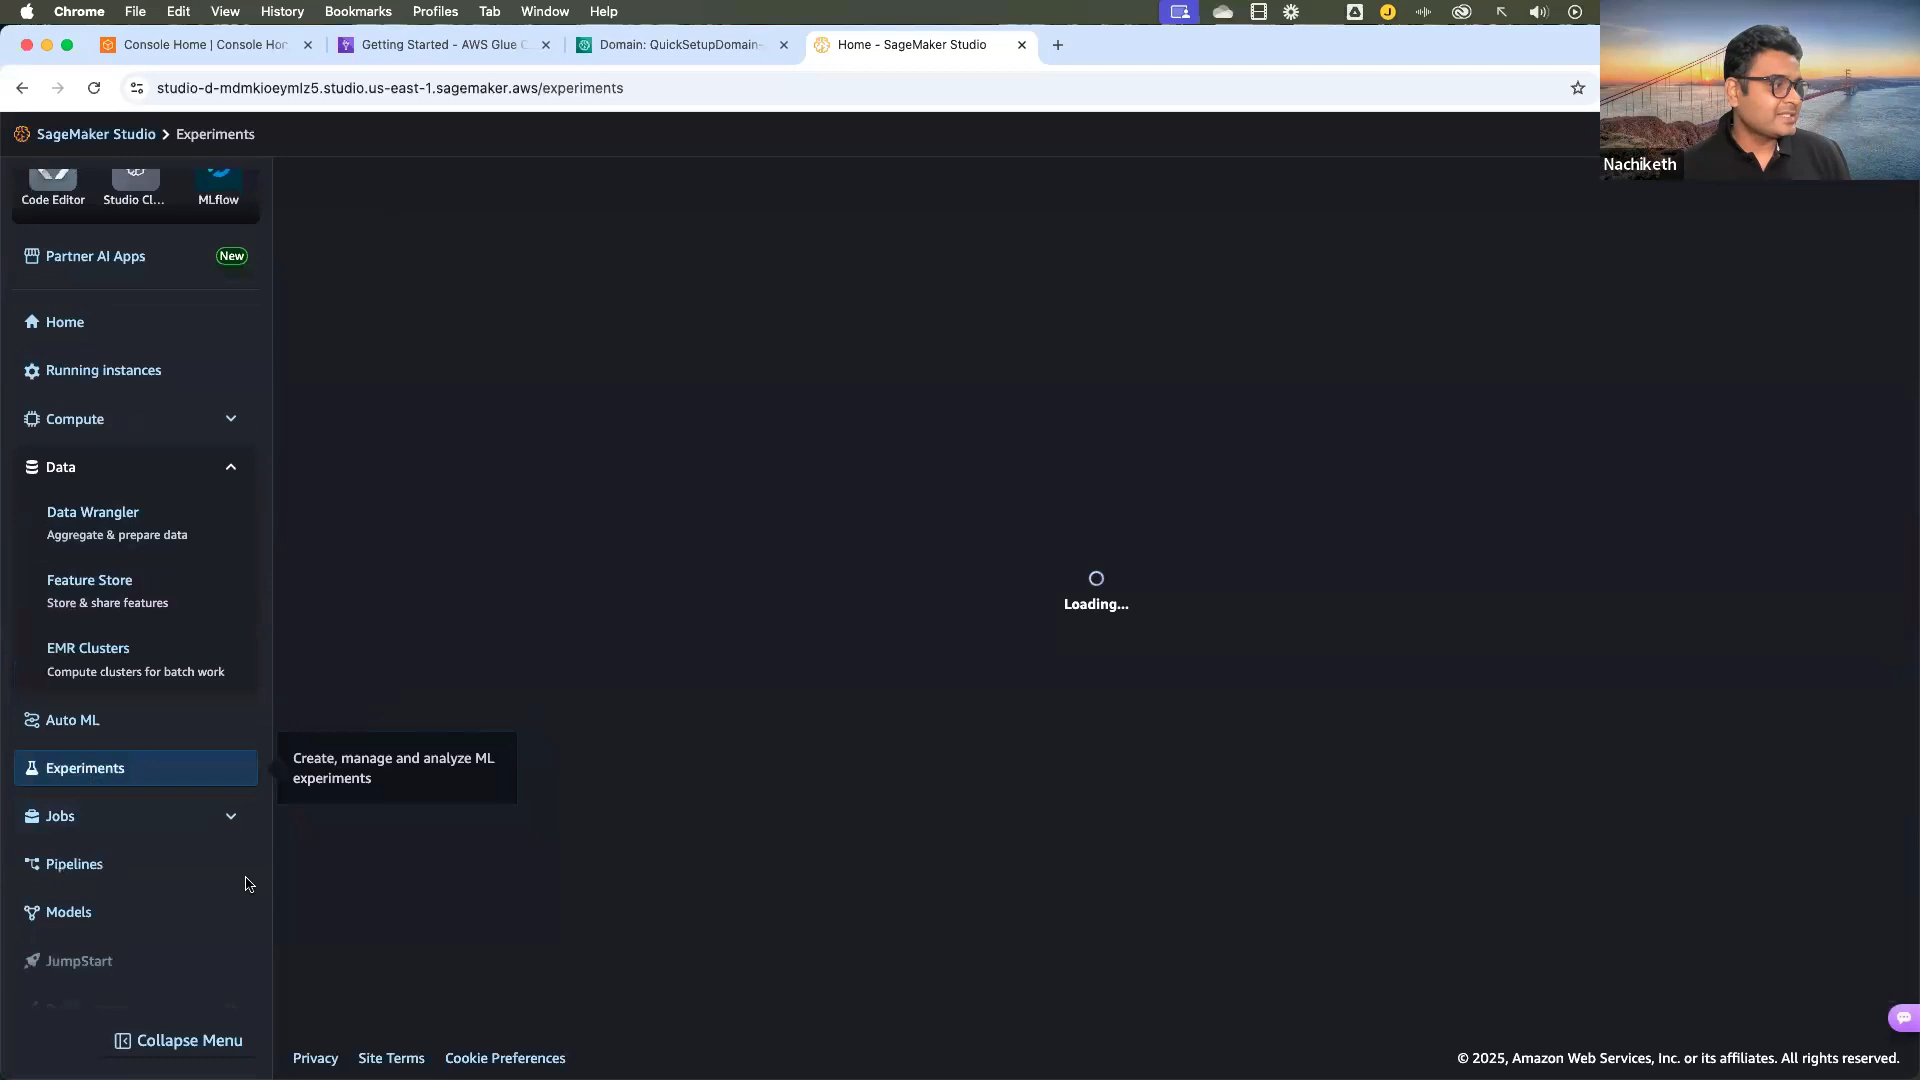 Chrome File Edit View History Bookmarks Profiles Tab Window Help
Console Home | Console Hor
Getting Started - AWS Glue C
Domain: QuickSetupDomain-
Home - SageMaker Studio
studio-d-mdmkioeymlz5.studio.us-east-1.sagemaker.aws/experiments
SageMaker Studio > Experiments
Nachiketh
Code Editor Studio Cl... MLflow
Partner AI Apps New
Home
Running instances
Compute
Data
Data Wrangler
Aggregate & prepare data
Feature Store
Store & share features
EMR Clusters
Compute clusters for batch work
Auto ML
Experiments
Create, manage and analyze ML
experiments
Loading...
Jobs
Pipelines
Models
JumpStart
Collapse Menu
Privacy Site Terms Cookie Preferences
© 2025, Amazon Web Services, Inc. or its affiliates. All rights reserved.